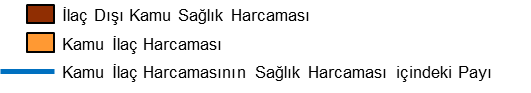 İlaç Dışı Kamu Sağlık Harcaması
Kamu İlaç Harcaması
Kamu İlaç Harcamasının Sağlık Harcaması içindeki Payı